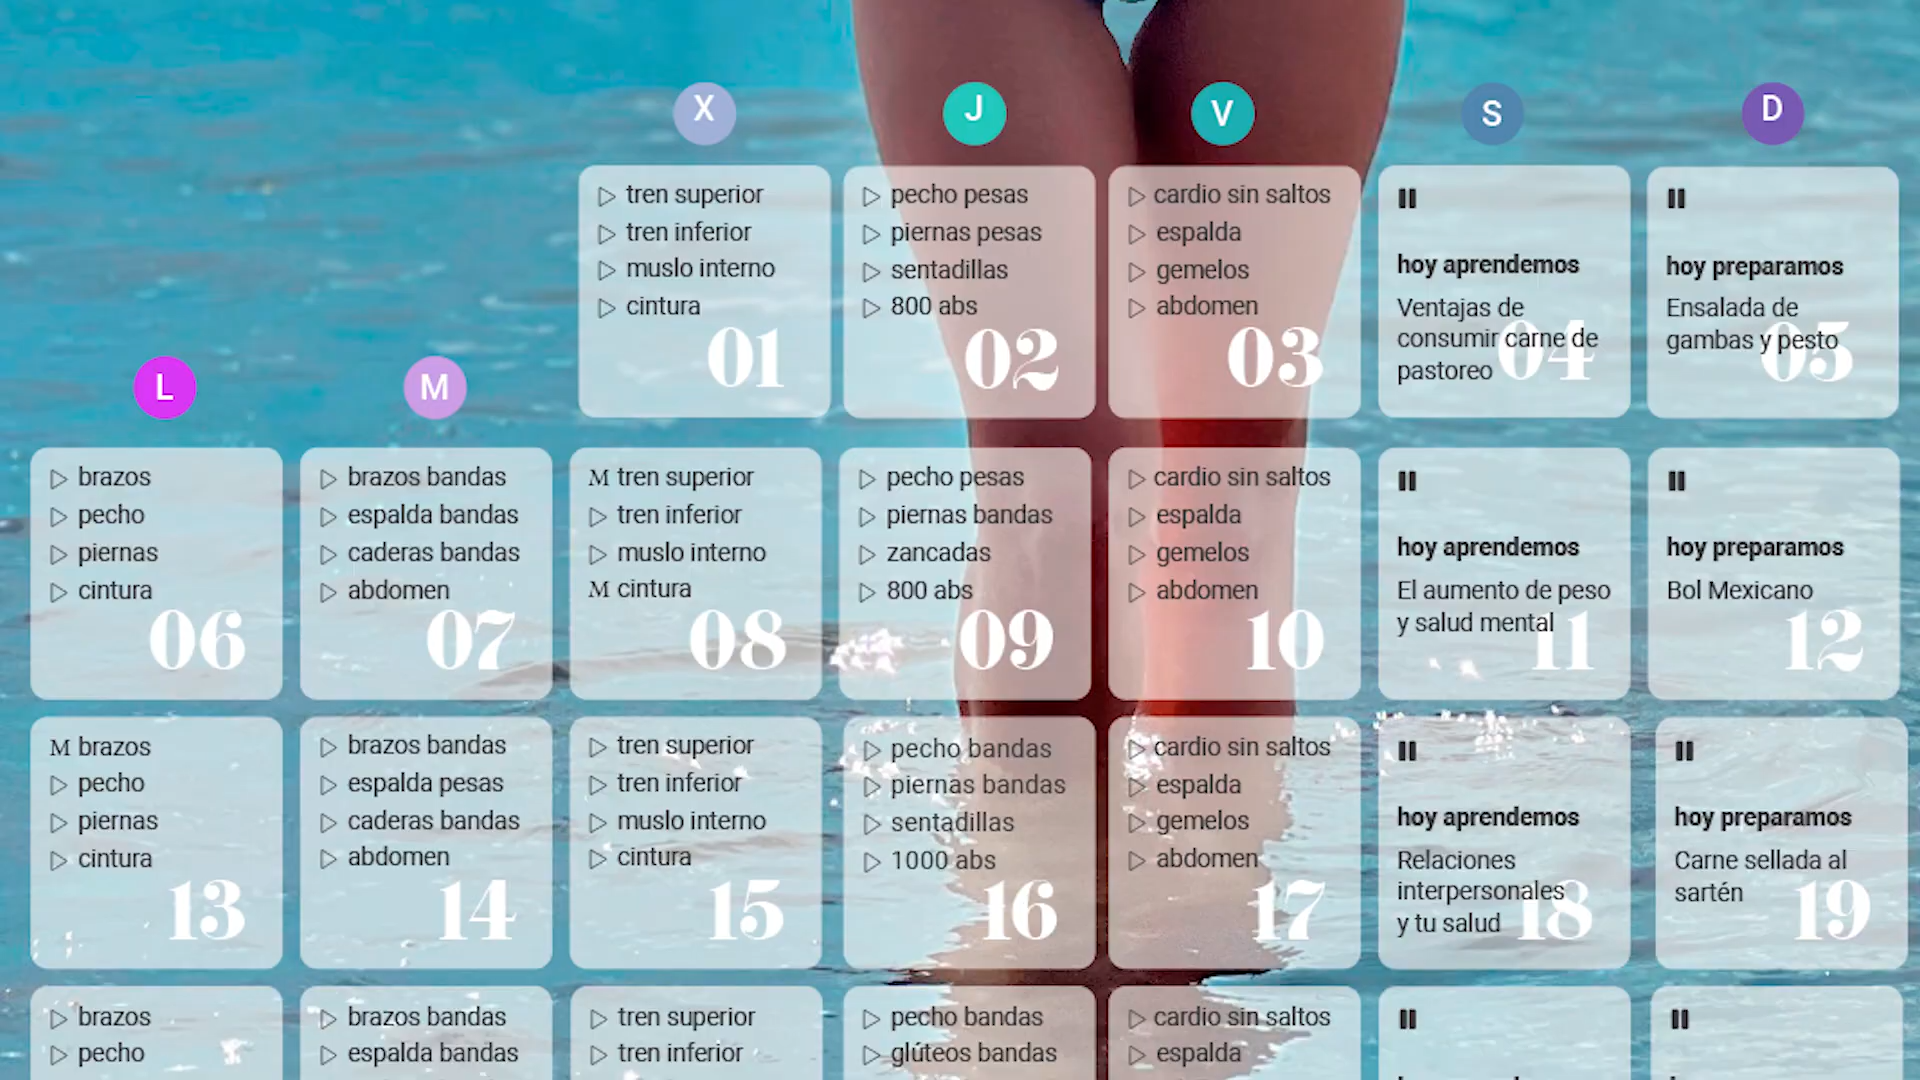 X
J
V
S
D
tren superior
tren inferior
muslo interno
cintura
01
pecho pesas
piernas pesas
sentadillas
800 abs
02
cardio sin saltos
espalda
gemelos
abdomen
03
hoy aprendemos
Ventajas de
consumir carne de
pastoreo
04
hoy preparamos
Ensalada de
gambas y pesto
05
L
M
brazos
pecho
piernas
cintura
06
brazos bandas
espalda bandas
caderas bandas
abdomen
07
M tren superior
tren inferior
muslo interno
M cintura
08
pecho pesas
piernas bandas
zancadas
800 abs
09
cardio sin saltos
espalda
gemelos
abdomen
10
hoy aprendemos
El aumento de peso
y salud mental
11
hoy preparamos
Bol Mexicano
12
M brazos
pecho
piernas
cintura
13
brazos bandas
espalda pesas
caderas bandas
abdomen
14
tren superior
tren inferior
muslo interno
cintura
15
pecho bandas
piernas bandas
sentadillas
1000 abs
16
cardio sin saltos
espalda
gemelos
abdomen
17
hoy aprendemos
Relaciones
interpersonales
y tu salud
18
hoy preparamos
Carne sellada al
sartén
19
brazos
pecho
brazos bandas
espalda bandas
tren superior
tren inferior
pecho bandas
glúteos bandas
cardio sin saltos
espalda